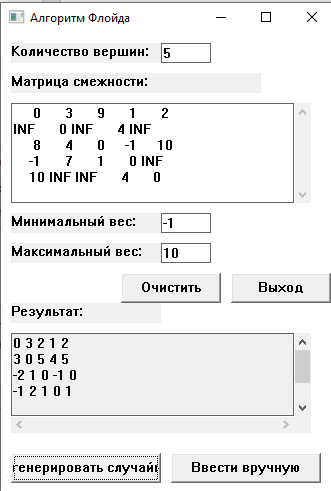 Алгоритм Флойда
Количество вершин: 5
Матрица смежности:
0 3 9 1 2
INF 0 INF 4 INF
8 4 0 -1 10
-1 7 1 0 INF
10 INF INF 4 0
Минимальный вес: -1
Максимальный вес: 10
Очистить Выход
Результат:
0 3 2 1 2
3 0 5 4 5
-2 1 0 -1 0
-1 2 1 0 1
генерировать случай Ввести вручную